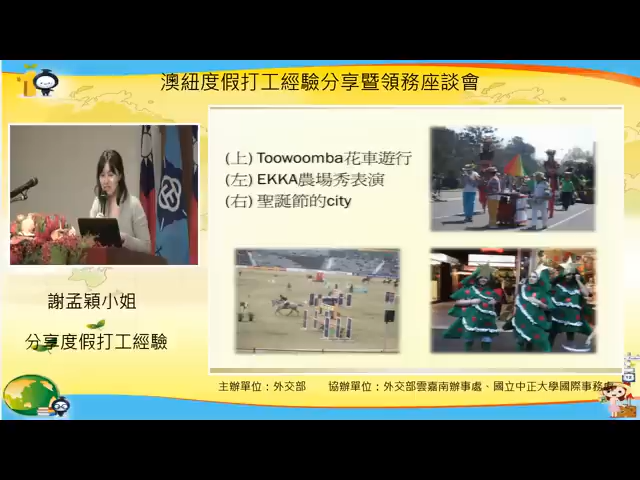 澳紐度假打工經驗分享暨領務座談會
(上) Toowoomba花車遊行
(左) EKKA農場秀表演
(右) 聖誕節的city
謝孟穎小姐
分享度假打工經驗
主辦單位：外交部 協辦單位：外交部雲嘉南辦事處、國立中正大學國際事務處